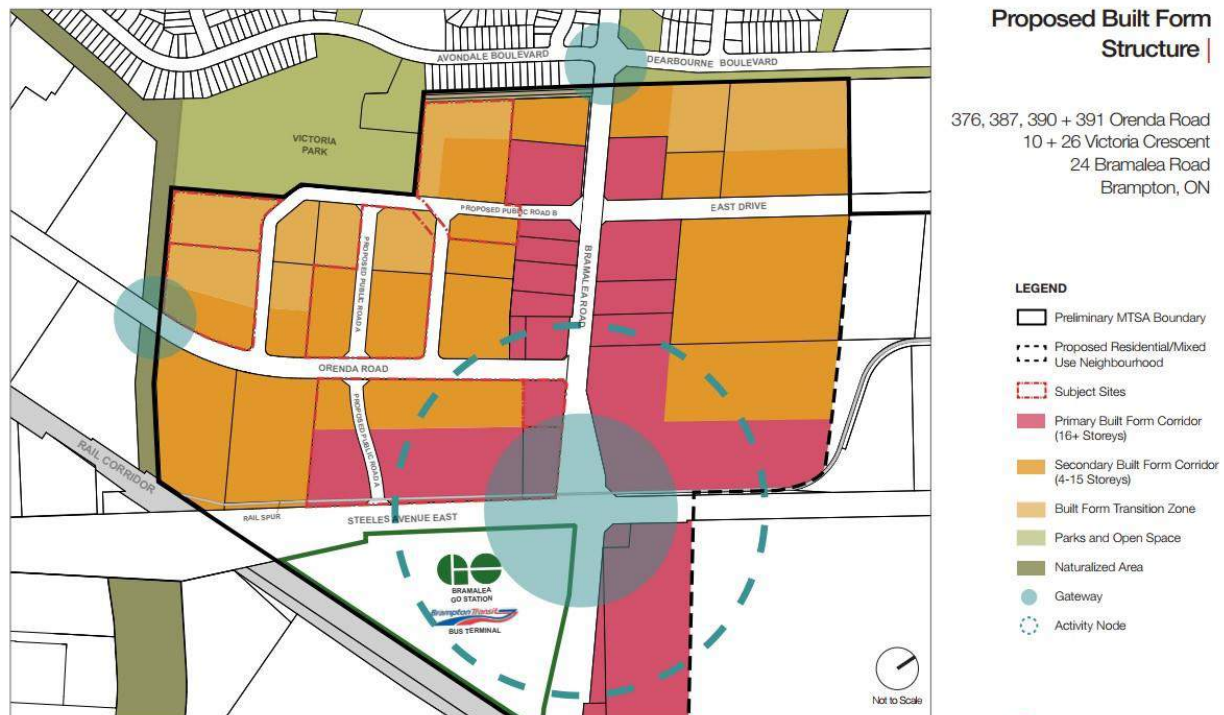 Proposed Built Form
Structure |
376, 387, 390 + 391 Orenda Road
10 + 26 Victoria Crescent
24 Bramalea Road
Brampton, ON
AVONDALE BOULEVARD
DEARBOURNE BOULEVARD
VICTORIA
PARK
PROPOSED PUBLIC ROAD B
EAST DRIVE
PROPOSED PUBLIC ROAD A
BRAMALEA ROAD
ORENDA ROAD
PROPOSED PUBLIC ROAD A
RAIL CORRIDOR
RAIL SPUR
STEELES AVENUE EAST
GO
BRAMALEA
GO STATION
Brampton Transit
BUS TERMINAL
Not to Scale
LEGEND
Preliminary MTSA Boundary
Proposed Residential/Mixed
Use Neighbourhood
Subject Sites
Primary Built Form Corridor
(16+ Storeys)
Secondary Built Form Corridor
(4-15 Storeys)
Built Form Transition Zone
Parks and Open Space
Naturalized Area
Gateway
Activity Node